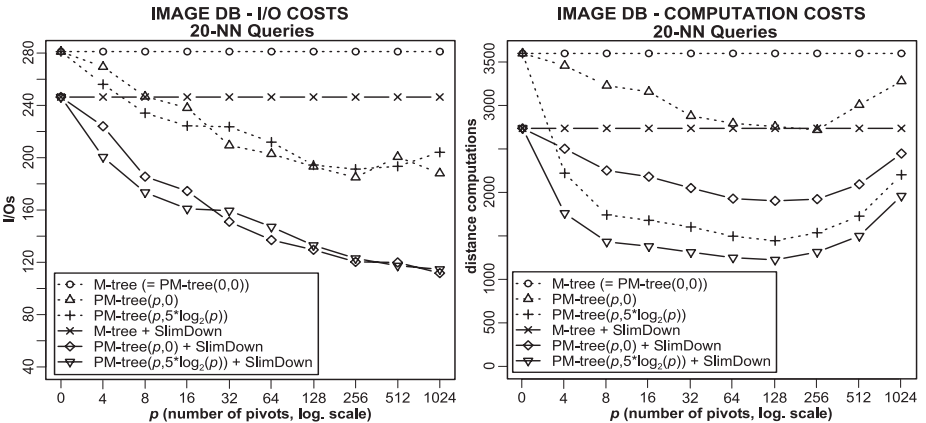 IMAGE DB - I/O COSTS
20-NN Queries
I/Os
280
240
200
160
120
80
40
M-tree (= PM-tree(0,0))
PM-tree(p,0)
PM-tree(p,5*log2(p))
M-tree + SlimDown
PM-tree(p,0) + SlimDown
PM-tree(p,5*log2(p)) + SlimDown
0 4 8 16 32 64 128 256 512 1024
p (number of pivots, log. scale)
IMAGE DB - COMPUTATION COSTS
20-NN Queries
distance computations
3500
3000
2000
1000
500
0
M-tree (= PM-tree(0,0))
PM-tree(p,0)
PM-tree(p,5*log2(p))
M-tree + SlimDown
PM-tree(p,0) + SlimDown
PM-tree(p,5*log2(p)) + SlimDown
0 4 8 16 32 64 128 256 512 1024
p (number of pivots, log. scale)